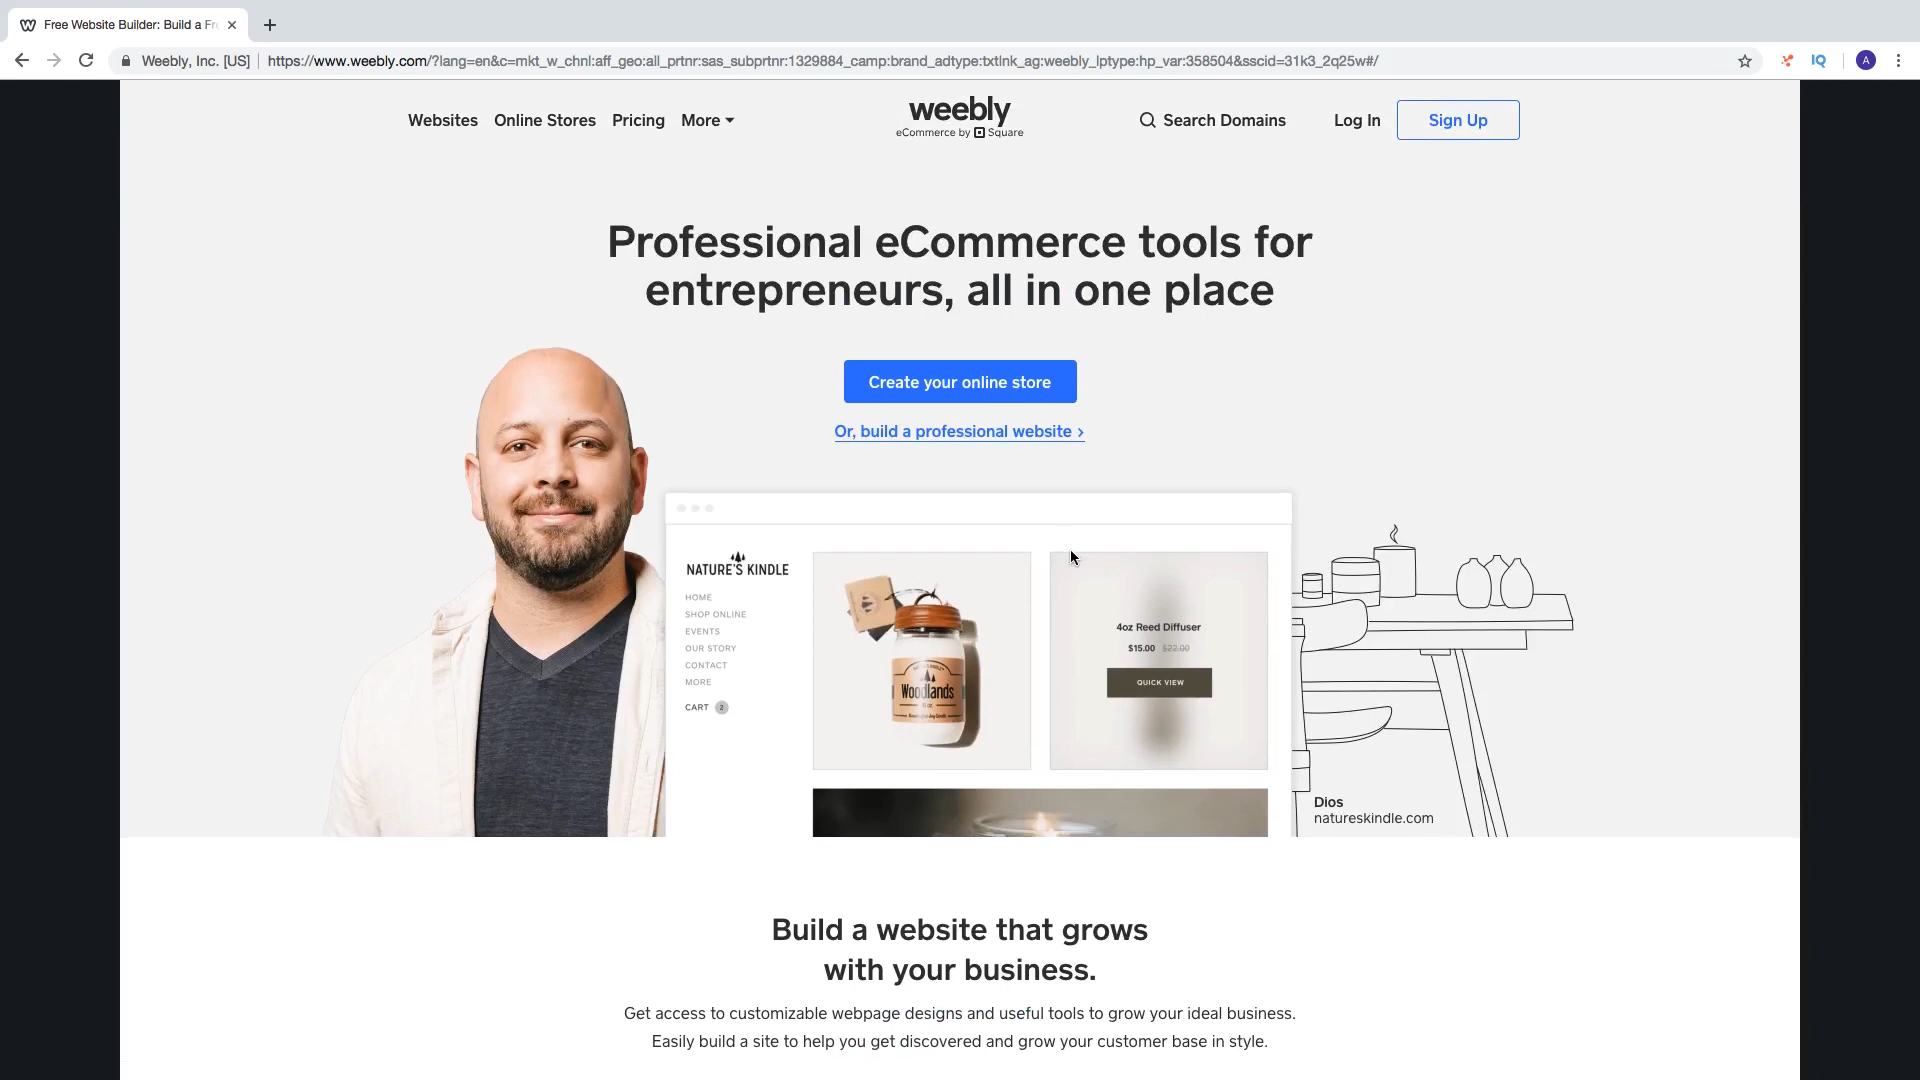 Free Website Builder: Build a Fr
Weebly, Inc. [US]
https://www.weebly.com/?lang=en&c=mkt_w_chnl:aff_geo:all_prtnr:sas_subprtnr:1329884_camp:brand_adtype:txtlnk_ag:weebly_lptype:hp_var:358504&sscid=31k3_2q25w#/
IQ
A
Websites
Online Stores
Pricing
More
weebly
eCommerce by Square
Search Domains
Log In
Sign Up
Professional eCommerce tools for
entrepreneurs, all in one place
Create your online store
Or, build a professional website >
NATURE'S KINDLE
HOME
SHOP ONLINE
EVENTS
OUR STORY
CONTACT
MORE
CART 2
Woodlands
4oz Reed Diffuser
$15.00 $22.00
QUICK VIEW
Dios
natureskindle.com
Build a website that grows
with your business.
Get access to customizable webpage designs and useful tools to grow your ideal business.
Easily build a site to help you get discovered and grow your customer base in style.